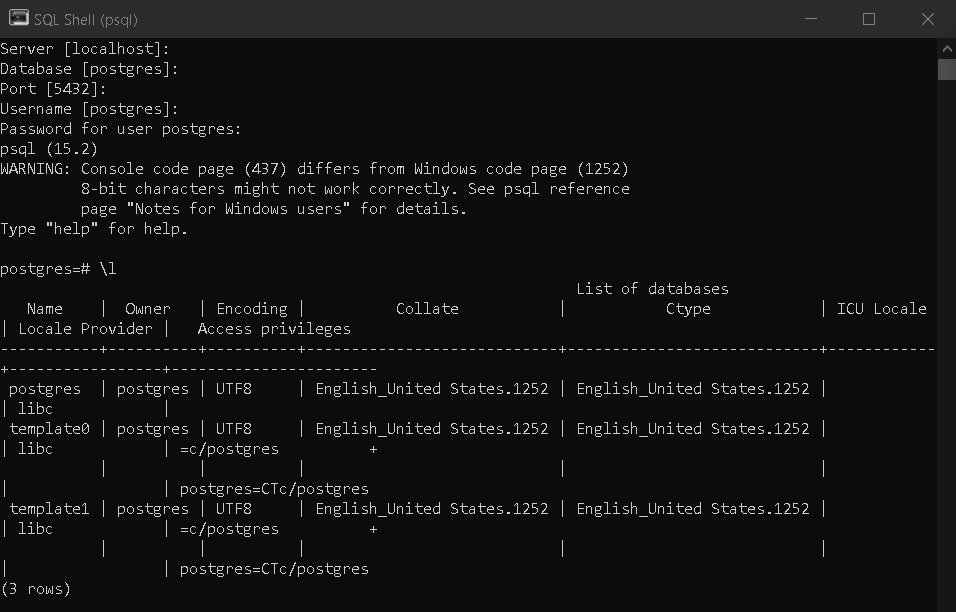 SQL Shell (psql)
Server [localhost]:
Database [postgres]:
Port [5432]:
Username [postgres]:
Password for user postgres:
psql (15.2)
WARNING: Console code page (437) differs from Windows code page (1252)
         8-bit characters might not work correctly. See psql reference
         page "Notes for Windows users" for details.
Type "help" for help.

postgres=# \l
                                                                List of databases
   Name    |  Owner   | Encoding |          Collate           |           Ctype            | ICU Locale
| Locale Provider |   Access privileges
-----------+----------+----------+----------------------------+----------------------------+------------
+-----------------+-----------------------
 postgres  | postgres | UTF8     | English_United States.1252 | English_United States.1252 |
| libc            |
 template0 | postgres | UTF8     | English_United States.1252 | English_United States.1252 |
| libc            | =c/postgres          +
           |          |          |                            |                            |
|                 | postgres=CTc/postgres
 template1 | postgres | UTF8     | English_United States.1252 | English_United States.1252 |
| libc            | =c/postgres          +
           |          |          |                            |                            |
|                 | postgres=CTc/postgres
(3 rows)